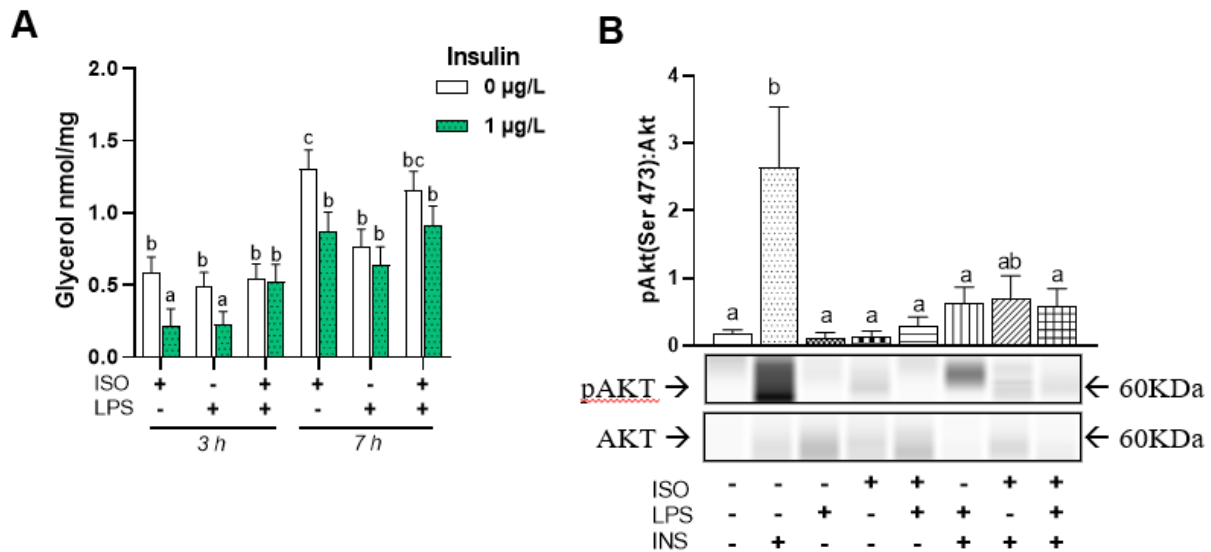 A
Insulin
0 µg/L
1 µg/L
Glycerol nmol/mg
2.0
1.5
1.0
0.5
0.0
b a b a b b c b b b bc b
ISO + - + + - +
LPS - + + - + +
3 h 7 h
B
pAkt(Ser 473):Akt
4
3
2
1
0
a b a a a a ab a
pAKT → ← 60KDa
AKT → ← 60KDa
ISO - - - + + - + +
LPS - - + - + + - +
INS - + - - - + + +